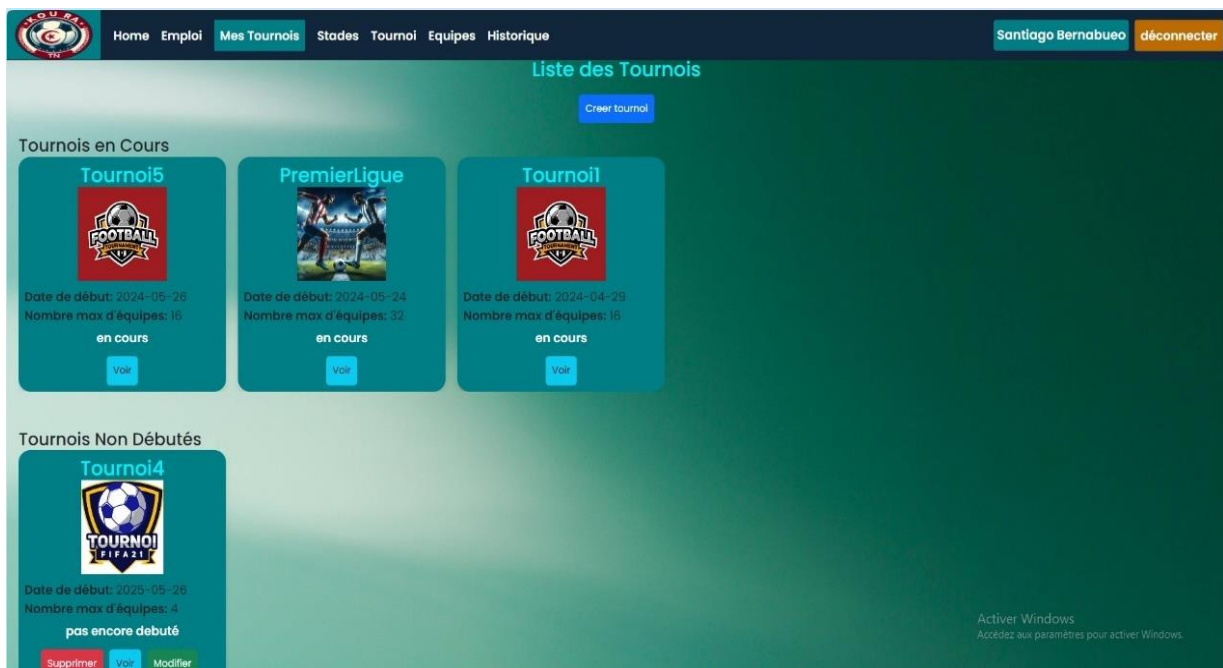 KOURA
TN
Home Emploi Mes Tournois Stades Tournoi Equipes Historique Santiago Bernabueo déconnecter
Liste des Tournois
Creer tournoi
Tournois en Cours
Tournoi5 PremierLigue Tournoi1
FOOTBALL FOOTBALL
TOURNAMENT TOURNAMENT
Date de début: 2024-05-26 Date de début: 2024-05-24 Date de début: 2024-04-29
Nombre max d'équipes: 16 Nombre max d'équipes: 32 Nombre max d'équipes: 16
en cours en cours en cours
Voir Voir Voir
Tournois Non Débutés
Tournoi4
TOURNOI
FIFA21
Date de début: 2025-05-26
Nombre max d'équipes: 4
pas encore debuté
Supprimer Voir Modifier
Activer Windows
Accédez aux paramètres pour activer Windows.